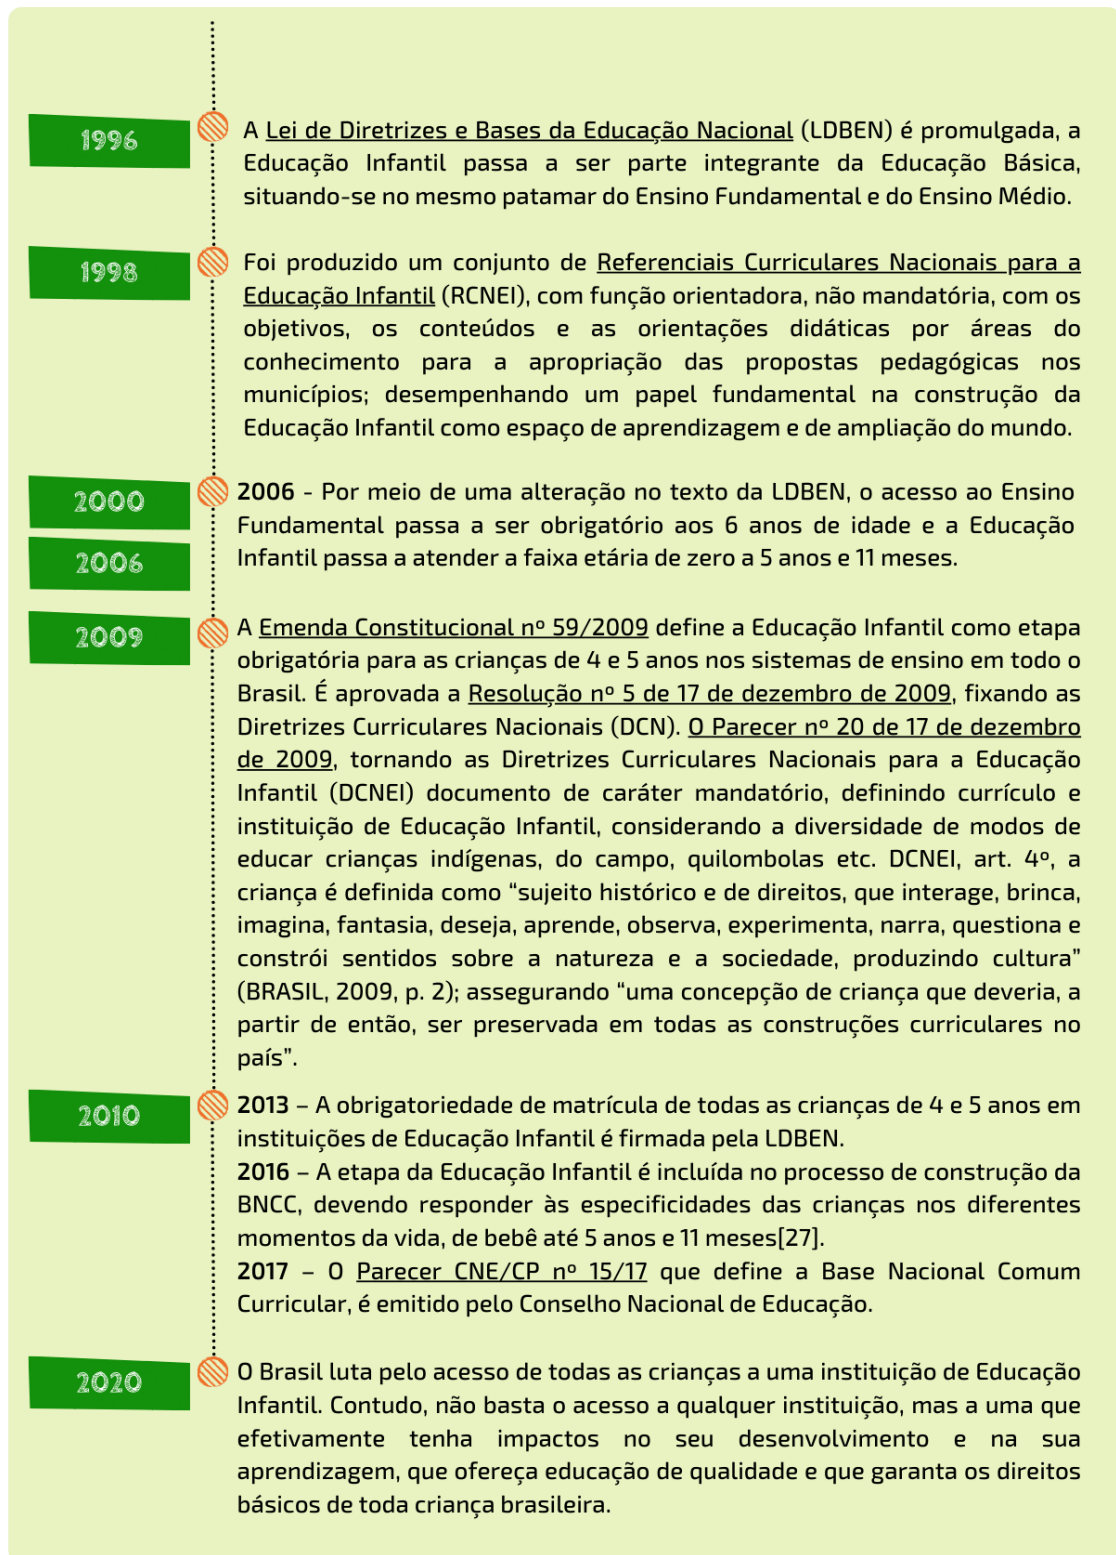 1996
A Lei de Diretrizes e Bases da Educação Nacional (LDBEN) é promulgada, a
Educação Infantil passa a ser parte integrante da Educação Básica,
situando-se no mesmo patamar do Ensino Fundamental e do Ensino Médio.
1998
Foi produzido um conjunto de Referenciais Curriculares Nacionais para a
Educação Infantil (RCNEI), com função orientadora, não mandatória, com os
objetivos, os conteúdos e as orientações didáticas por áreas do
conhecimento para a apropriação das propostas pedagógicas nos
municípios; desempenhando um papel fundamental na construção da
Educação Infantil como espaço de aprendizagem e de ampliação do mundo.
2000
2006
2006 - Por meio de uma alteração no texto da LDBEN, o acesso ao Ensino
Fundamental passa a ser obrigatório aos 6 anos de idade e a Educação
Infantil passa a atender a faixa etária de zero a 5 anos e 11 meses.
2009
A Emenda Constitucional nº 59/2009 define a Educação Infantil como etapa
obrigatória para as crianças de 4 e 5 anos nos sistemas de ensino em todo o
Brasil. É aprovada a Resolução nº 5 de 17 de dezembro de 2009, fixando as
Diretrizes Curriculares Nacionais (DCN). O Parecer nº 20 de 17 de dezembro
de 2009, tornando as Diretrizes Curriculares Nacionais para a Educação
Infantil (DCNEI) documento de caráter mandatório, definindo currículo e
instituição de Educação Infantil, considerando a diversidade de modos de
educar crianças indígenas, do campo, quilombolas etc. DCNEI, art. 4º, a
criança é definida como “sujeito histórico e de direitos, que interage, brinca,
imagina, fantasia, deseja, aprende, observa, experimenta, narra, questiona e
constrói sentidos sobre a natureza e a sociedade, produzindo cultura”
(BRASIL, 2009, p. 2); assegurando “uma concepção de criança que deveria, a
partir de então, ser preservada em todas as construções curriculares no
país”.
2010
2013 – A obrigatoriedade de matrícula de todas as crianças de 4 e 5 anos em
instituições de Educação Infantil é firmada pela LDBEN.
2016 – A etapa da Educação Infantil é incluída no processo de construção da
BNCC, devendo responder às especificidades das crianças nos diferentes
momentos da vida, de bebê até 5 anos e 11 meses[27].
2017 – O Parecer CNE/CP nº 15/17 que define a Base Nacional Comum
Curricular, é emitido pelo Conselho Nacional de Educação.
2020
O Brasil luta pelo acesso de todas as crianças a uma instituição de Educação
Infantil. Contudo, não basta o acesso a qualquer instituição, mas a uma que
efetivamente tenha impactos no seu desenvolvimento e na sua
aprendizagem, que ofereça educação de qualidade e que garanta os direitos
básicos de toda criança brasileira.